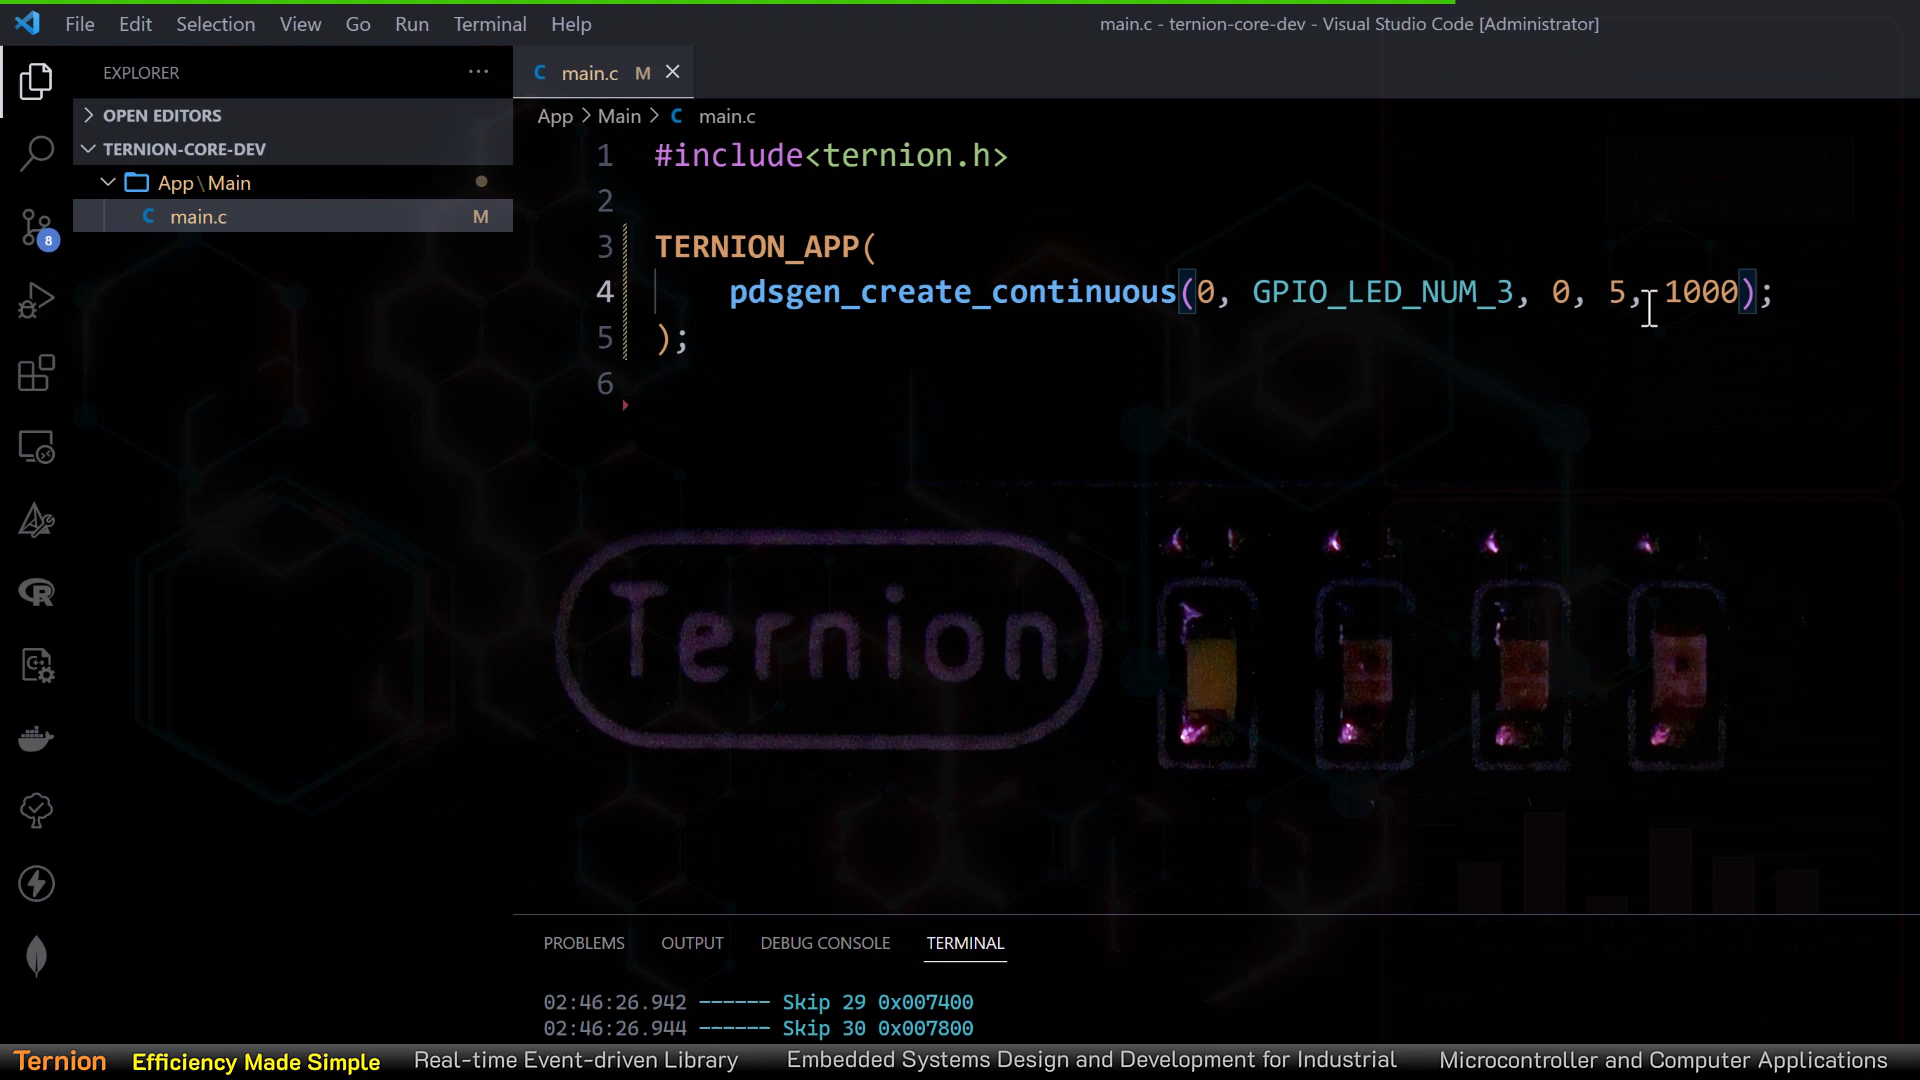 File Edit Selection View Go Run Terminal Help
main.c - ternion-core-dev - Visual Studio Code [Administrator]
EXPLORER ···
OPEN EDITORS
TERNION-CORE-DEV
App\Main
C main.c M
8
C main.c M
App > Main > C main.c
1 #include<ternion.h>
2
3 TERNION_APP(
4 pdsgen_create_continuous(0, GPIO_LED_NUM_3, 0, 5, 1000);
5 );
6
Ternion
PROBLEMS OUTPUT DEBUG CONSOLE TERMINAL
02:46:26.942 ------ Skip 29 0x007400
02:46:26.944 ------ Skip 30 0x007800
Ternion Efficiency Made Simple Real-time Event-driven Library Embedded Systems Design and Development for Industrial Microcontroller and Computer Applications